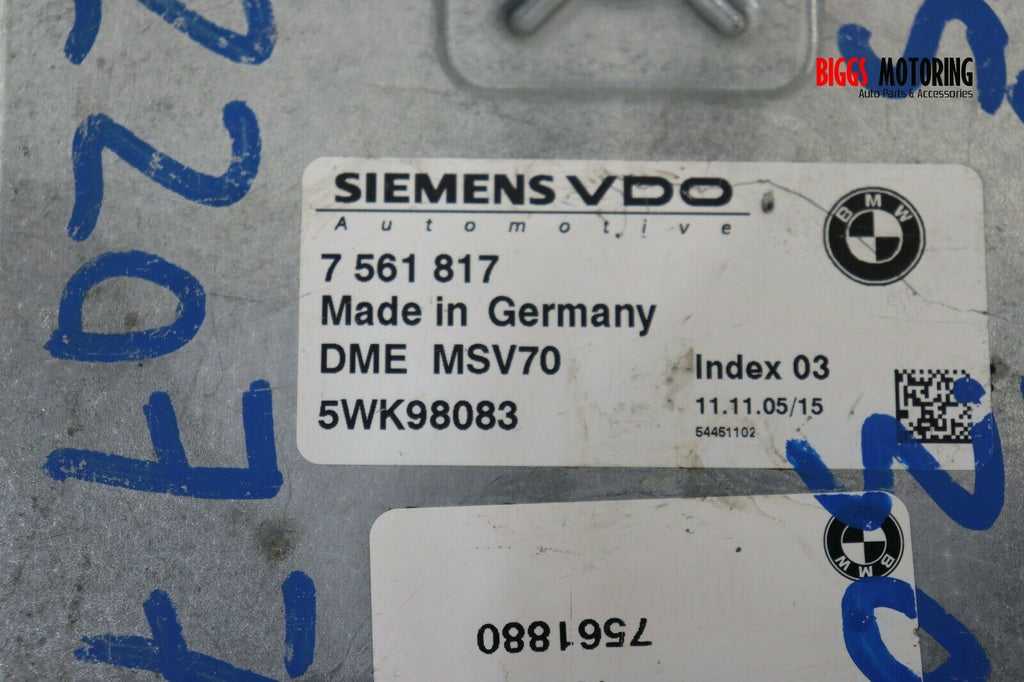 BIGGS MOTORING
Auto Parts & Accessories
SIEMENS VDO
Automotive
BMW
7 561 817
Made in Germany
DME MSV70
Index 03
5WK98083
11.11.05/15
54451102
BMW
7561880